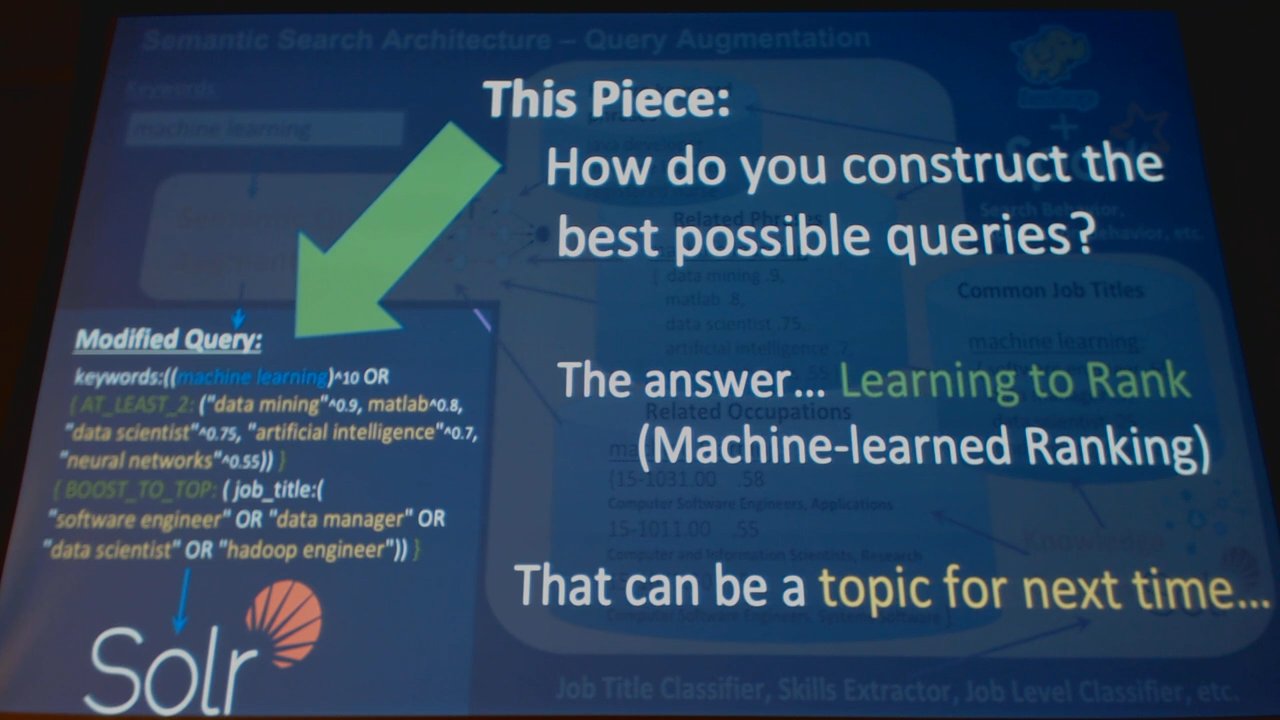 Semantic Search Architecture – Query Augmentation
Keywords:
machine learning
This Piece:
How do you construct the
best possible queries?
Related Phrases
{ data mining .9,
matlab .8,
data scientist .75,
artificial intelligence .7,
Common Job Titles
machine learning
Modified Query:
keywords:((machine learning)^10 OR
{ AT_LEAST_2: ("data mining"^0.9, matlab^0.8,
"data scientist"^0.75, "artificial intelligence"^0.7,
"neural networks"^0.55)) }
{ BOOST_TO_TOP: ( job_title:(
"software engineer" OR "data manager" OR
"data scientist" OR "hadoop engineer")) }
Solr
The answer... Learning to Rank
(Machine-learned Ranking)
Related Occupations
{15-1031.00 .58
Computer Software Engineers, Applications
15-1011.00 .55
Computer and Information Scientists, Research
That can be a topic for next time...
Computer Software Engineers, Systems Software }
Knowledge
Job Title Classifier, Skills Extractor, Job Level Classifier, etc.